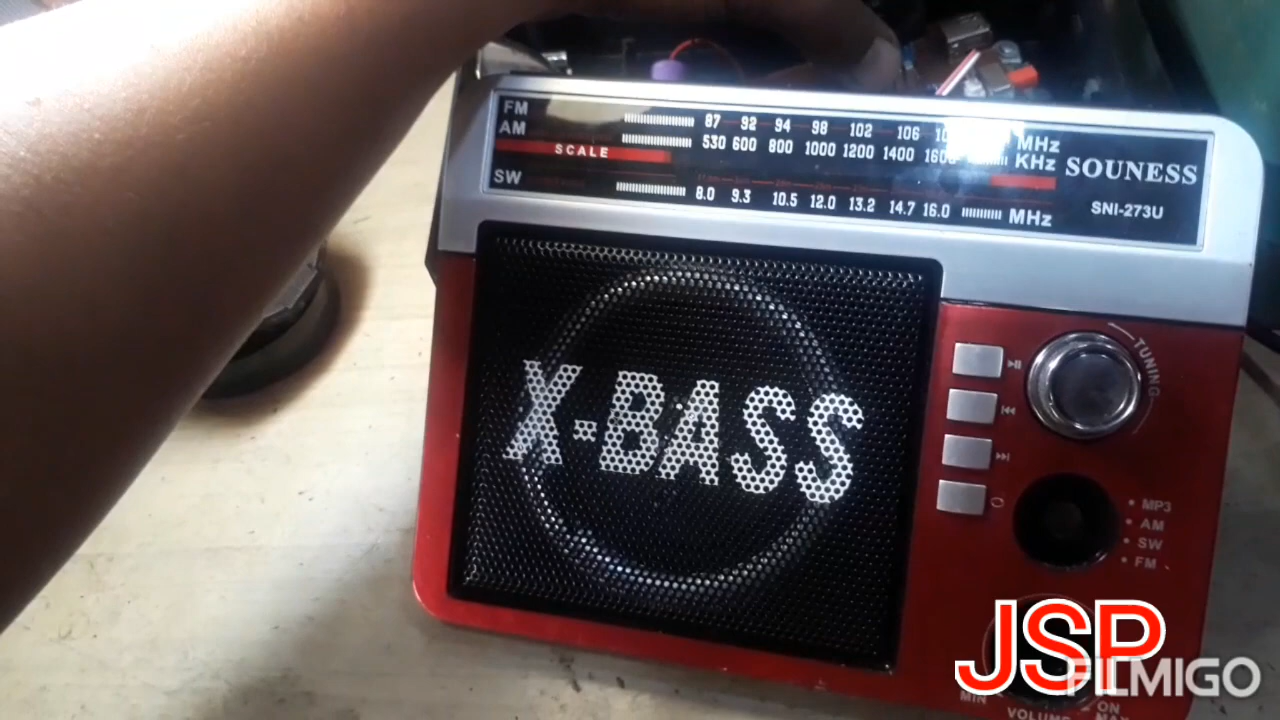 FM 87 92 94 98 102 106 MHz
AM 530 600 800 1000 1200 1400 1600 KHz
SCALE
SOUNESS
SW 8.0 9.3 10.5 12.0 13.2 14.7 16.0 MHz
SNI-273U
X-BASS
TUNING
MP3
AM
SW
FM
JSP
FILMIGO
MIN
ON
VOLUME